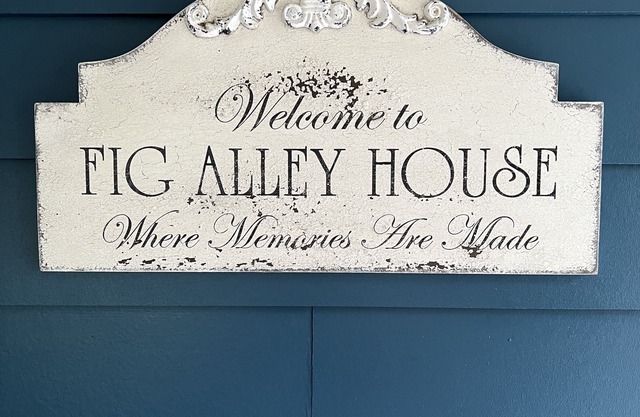 Welcome to
FIG ALLEY HOUSE
Where Memories Are Made